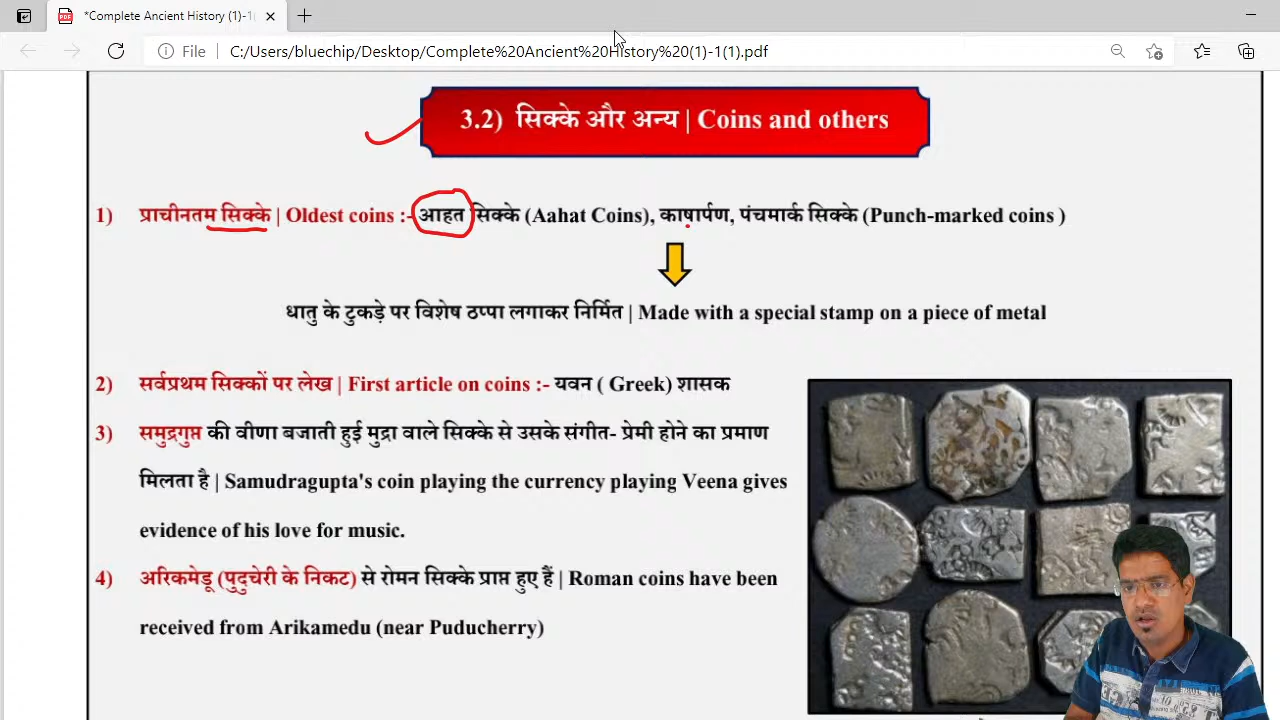 *Complete Ancient History (1)-1(
File C:/Users/bluechip/Desktop/Complete%20Ancient%20History%20(1)-1(1).pdf
3.2) सिक्के और अन्य | Coins and others
1) प्राचीनतम सिक्के | Oldest coins :- आहत सिक्के (Aahat Coins), काषार्पण, पंचमार्क सिक्के (Punch-marked coins )
धातु के टुकड़े पर विशेष ठप्पा लगाकर निर्मित | Made with a special stamp on a piece of metal
2) सर्वप्रथम सिक्कों पर लेख | First article on coins :- यवन ( Greek) शासक
3) समुद्रगुप्त की वीणा बजाती हुई मुद्रा वाले सिक्के से उसके संगीत- प्रेमी होने का प्रमाण
मिलता है | Samudragupta's coin playing the currency playing Veena gives
evidence of his love for music.
4) अरिकमेडू (पुदुचेरी के निकट) से रोमन सिक्के प्राप्त हुए हैं | Roman coins have been
received from Arikamedu (near Puducherry)